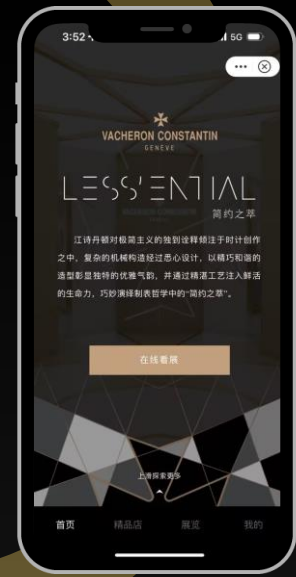 3:52
5G
VACHERON CONSTANTIN
GENÈVE
LESS'ENTIAL
简约之萃
江诗丹顿对极简主义的独到诠释倾注于时计创作
之中，复杂的机械构造经过悉心设计，以精巧和谐的
造型彰显独特的优雅气韵，并通过精湛工艺注入鲜活
的生命力，巧妙演绎制表哲学中的“简约之萃”。
在线看展
上滑探索更多
首页 精品店 展览 我的